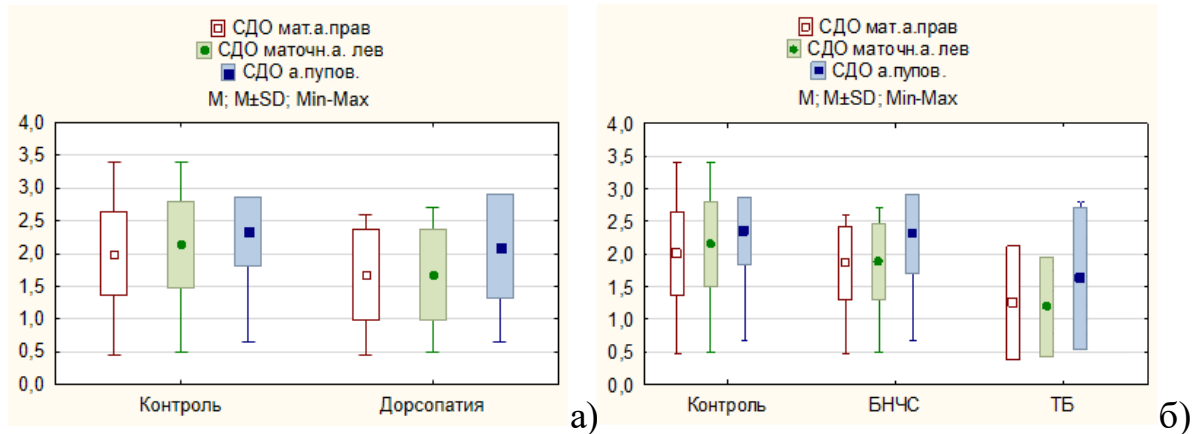 СДО мат.а.прав
СДО маточн.а. лев
СДО а.пупов.
M; M±SD; Min-Max
4,0
3,5
3,0
2,5
2,0
1,5
1,0
0,5
0,0
Контроль Дорсопатия
а)
СДО мат.а.прав
СДО маточн.а. лев
СДО а.пупов.
M; M±SD; Min-Max
4,0
3,5
3,0
2,5
2,0
1,5
1,0
0,5
0,0
Контроль БНЧС ТБ
б)